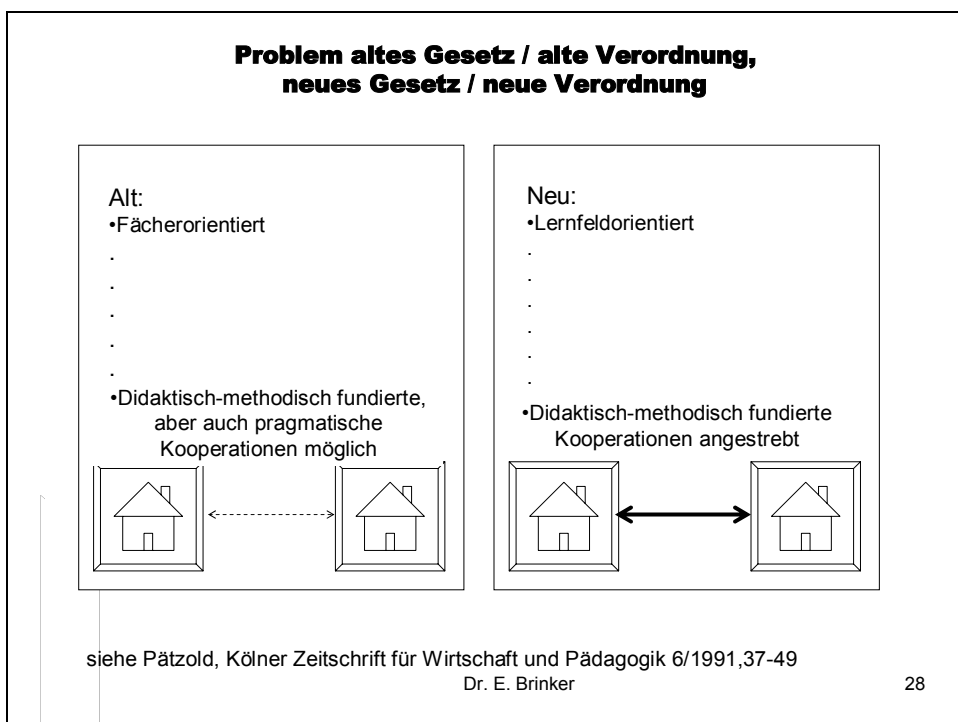 Problem altes Gesetz / alte Verordnung,
neues Gesetz / neue Verordnung
Alt:
•Fächerorientiert
.
.
.
.
.
•Didaktisch-methodisch fundierte,
aber auch pragmatische
Kooperationen möglich
.
Neu:
•Lernfeldorientiert
.
.
.
.
.
.
•Didaktisch-methodisch fundierte
Kooperationen angestrebt
siehe Pätzold, Kölner Zeitschrift für Wirtschaft und Pädagogik 6/1991,37-49
Dr. E. Brinker
28